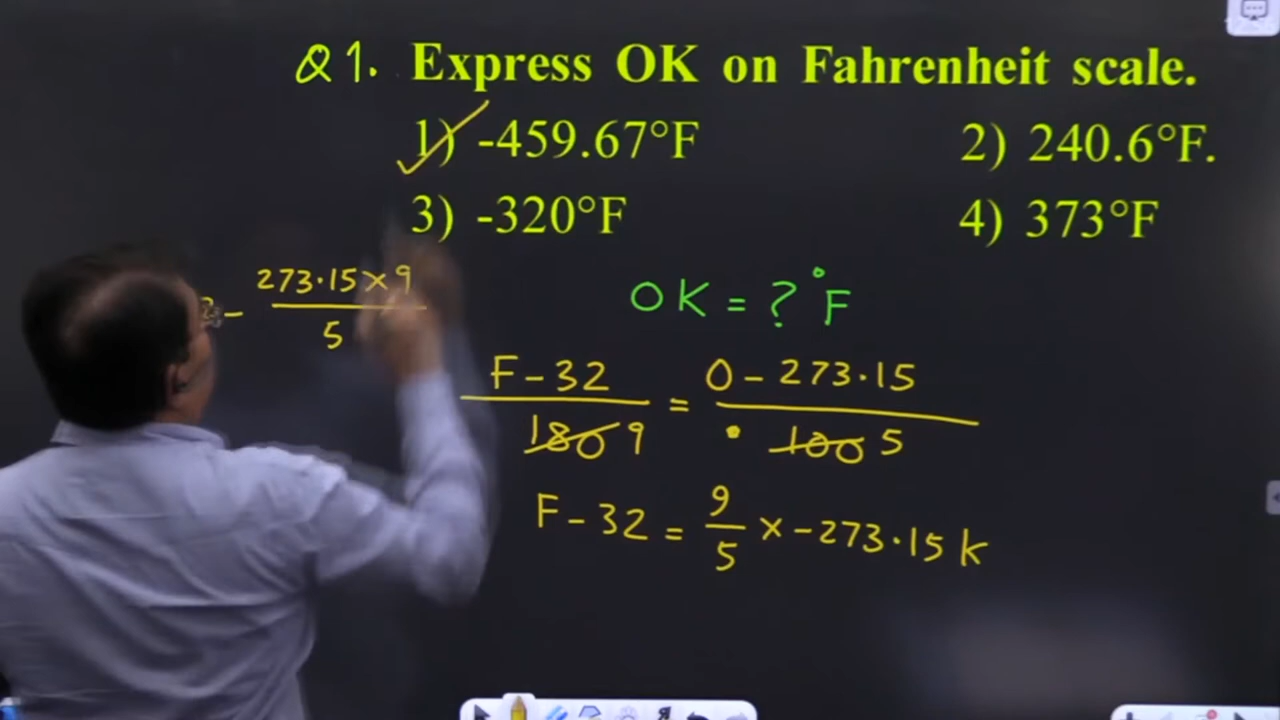 Q1. Express OK on Fahrenheit scale.
1) -459.67°F
2) 240.6°F.
3) -320°F
4) 373°F
- 273.15×9 / 5
OK = ? °F
F-32 / 180 9 = 0-273.15 / 100 5
F-32 = 9/5 × -273.15 k